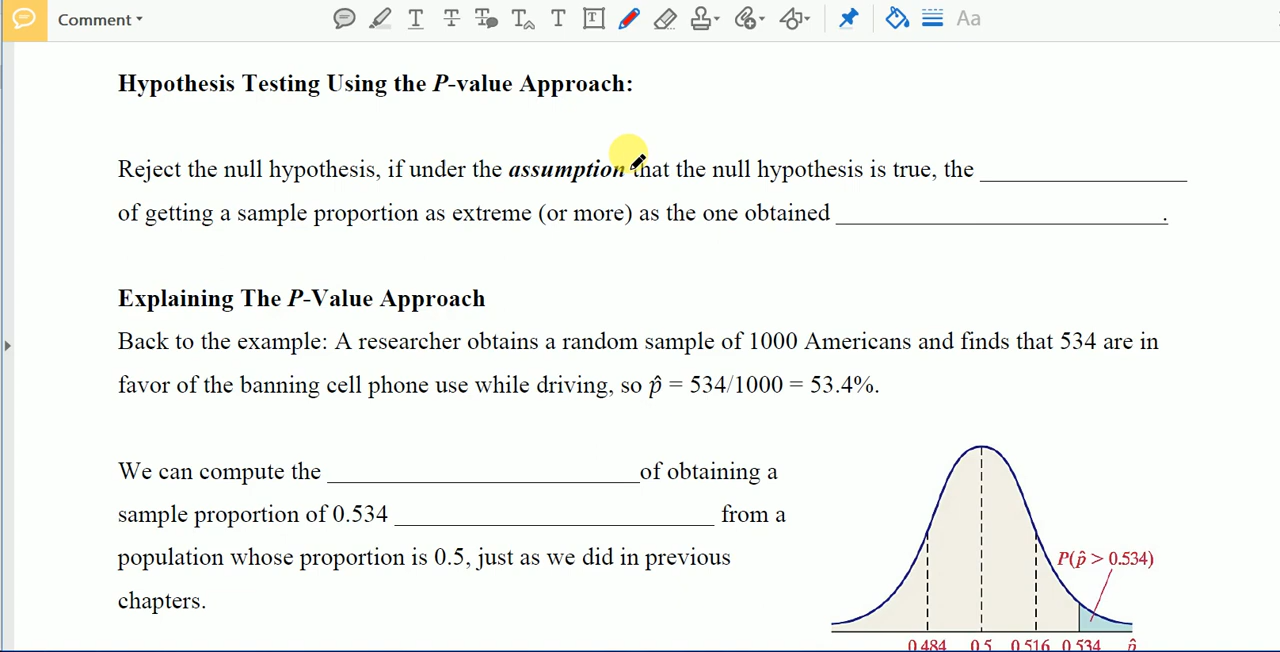 Comment
Aa
Hypothesis Testing Using the P-value Approach:
Reject the null hypothesis, if under the assumption that the null hypothesis is true, the _______________
of getting a sample proportion as extreme (or more) as the one obtained _______________.
Explaining The P-Value Approach
Back to the example: A researcher obtains a random sample of 1000 Americans and finds that 534 are in
favor of the banning cell phone use while driving, so p̂ = 534/1000 = 53.4%.
We can compute the _______________ of obtaining a
sample proportion of 0.534 _______________ from a
population whose proportion is 0.5, just as we did in previous
chapters.
P(p̂ > 0.534)
0.484 0.5 0.516 0.534 p̂